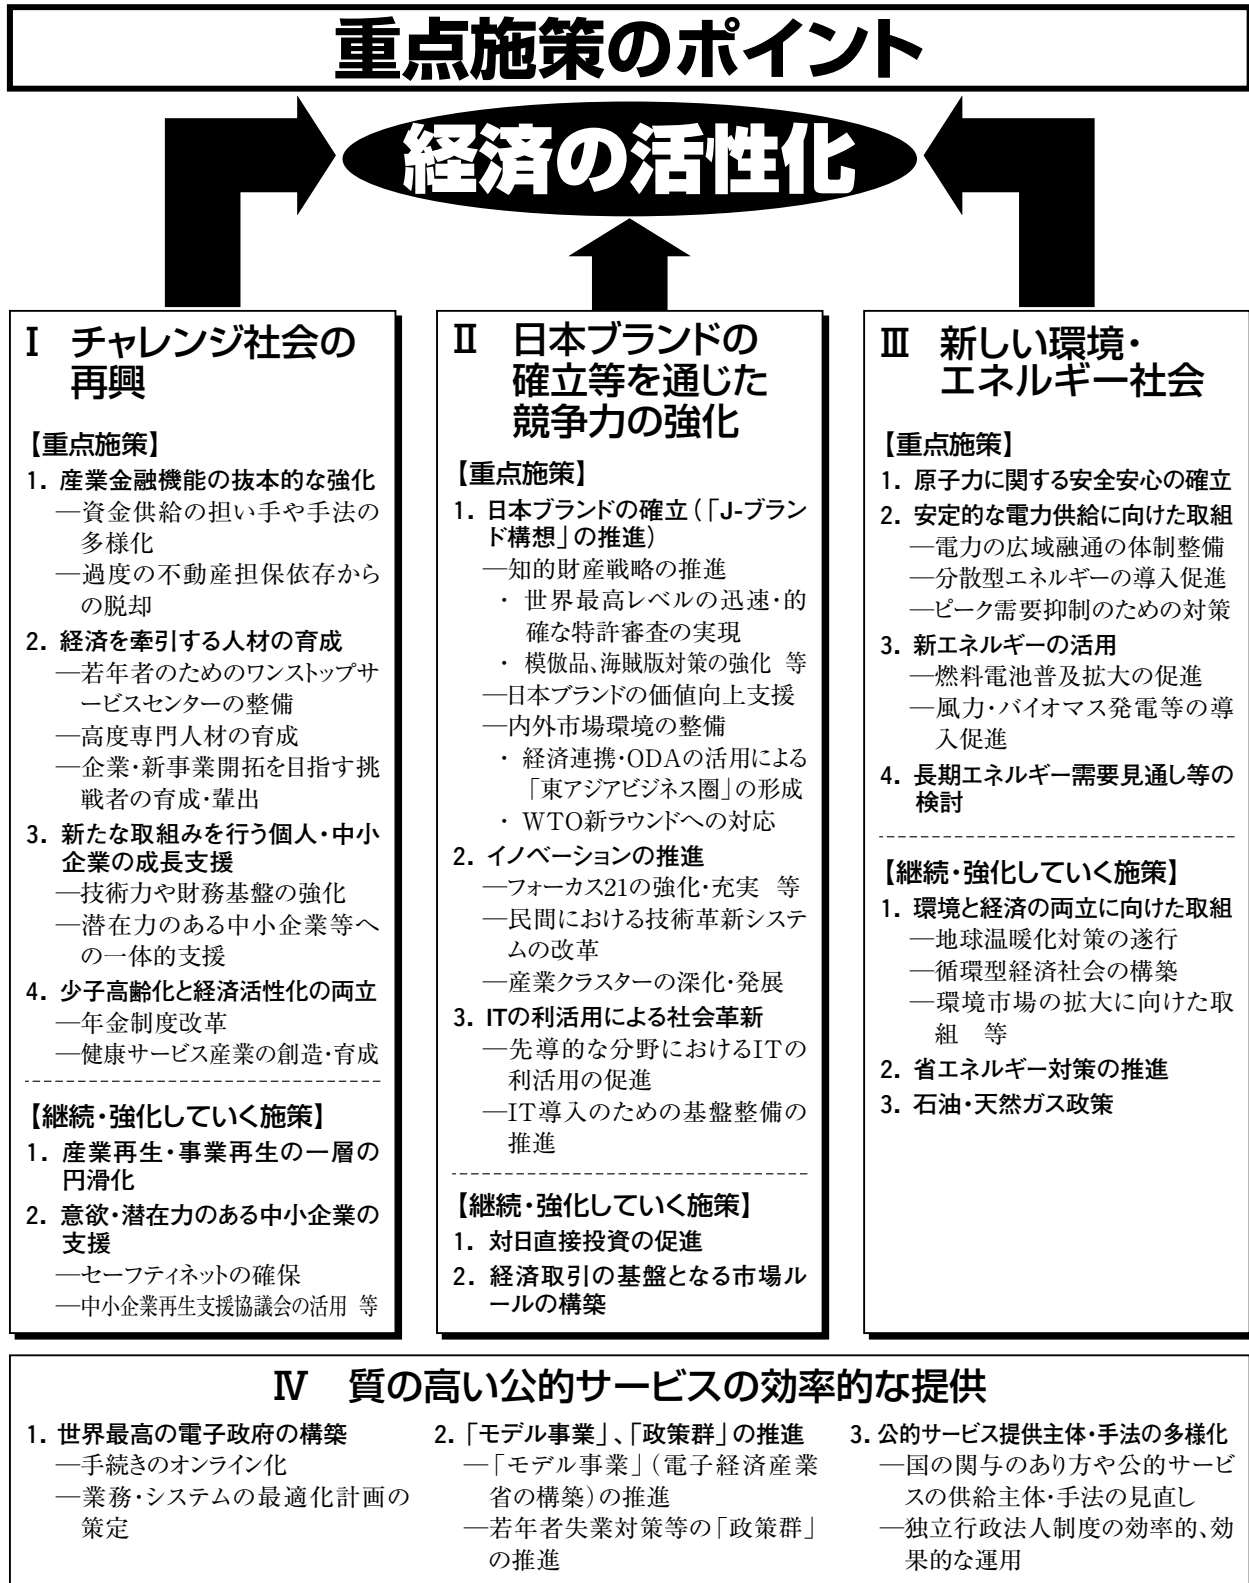 重点施策のポイント
経済の活性化
Ⅰ チャレンジ社会の
再興
【重点施策】
1. 産業金融機能の抜本的な強化
―資金供給の担い手や手法の
多様化
―過度の不動産担保依存から
の脱却
2. 経済を牽引する人材の育成
―若年者のためのワンストップサ
ービスセンターの整備
―高度専門人材の育成
―企業・新事業開拓を目指す挑
戦者の育成・輩出
3. 新たな取組みを行う個人・中小
企業の成長支援
―技術力や財務基盤の強化
―潜在力のある中小企業等へ
の一体的支援
4. 少子高齢化と経済活性化の両立
―年金制度改革
―健康サービス産業の創造・育成
【継続・強化していく施策】
1. 産業再生・事業再生の一層の
円滑化
2. 意欲・潜在力のある中小企業の
支援
―セーフティネットの確保
―中小企業再生支援協議会の活用 等
Ⅱ 日本ブランドの
確立等を通じた
競争力の強化
【重点施策】
1. 日本ブランドの確立(「J-ブラン
ド構想」の推進)
―知的財産戦略の推進
・ 世界最高レベルの迅速・的
確な特許審査の実現
・ 模倣品、海賊版対策の強化 等
―日本ブランドの価値向上支援
―内外市場環境の整備
・ 経済連携・ODAの活用による
「東アジアビジネス圏」の形成
・ WTO新ラウンドへの対応
2. イノベーションの推進
―フォーカス21の強化・充実 等
―民間における技術革新システ
ムの改革
―産業クラスターの深化・発展
3. ITの利活用による社会革新
―先導的な分野におけるITの
利活用の促進
―IT導入のための基盤整備の
推進
【継続・強化していく施策】
1. 対日直接投資の促進
2. 経済取引の基盤となる市場ル
ールの構築
Ⅲ 新しい環境・
エネルギー社会
【重点施策】
1. 原子力に関する安全安心の確立
2. 安定的な電力供給に向けた取組
―電力の広域融通の体制整備
―分散型エネルギーの導入促進
―ピーク需要抑制のための対策
3. 新エネルギーの活用
―燃料電池普及拡大の促進
―風力・バイオマス発電等の導
入促進
4. 長期エネルギー需要見通し等の
検討
【継続・強化していく施策】
1. 環境と経済の両立に向けた取組
―地球温暖化対策の遂行
―循環型経済社会の構築
―環境市場の拡大に向けた取
組 等
2. 省エネルギー対策の推進
3. 石油・天然ガス政策
Ⅳ 質の高い公的サービスの効率的な提供
1. 世界最高の電子政府の構築
―手続きのオンライン化
―業務・システムの最適化計画の
策定
2. 「モデル事業」、「政策群」の推進
―「モデル事業」(電子経済産業
省の構築)の推進
―若年者失業対策等の「政策群」
の推進
3. 公的サービス提供主体・手法の多様化
―国の関与のあり方や公的サービ
スの供給主体・手法の見直し
―独立行政法人制度の効率的、効
果的な運用